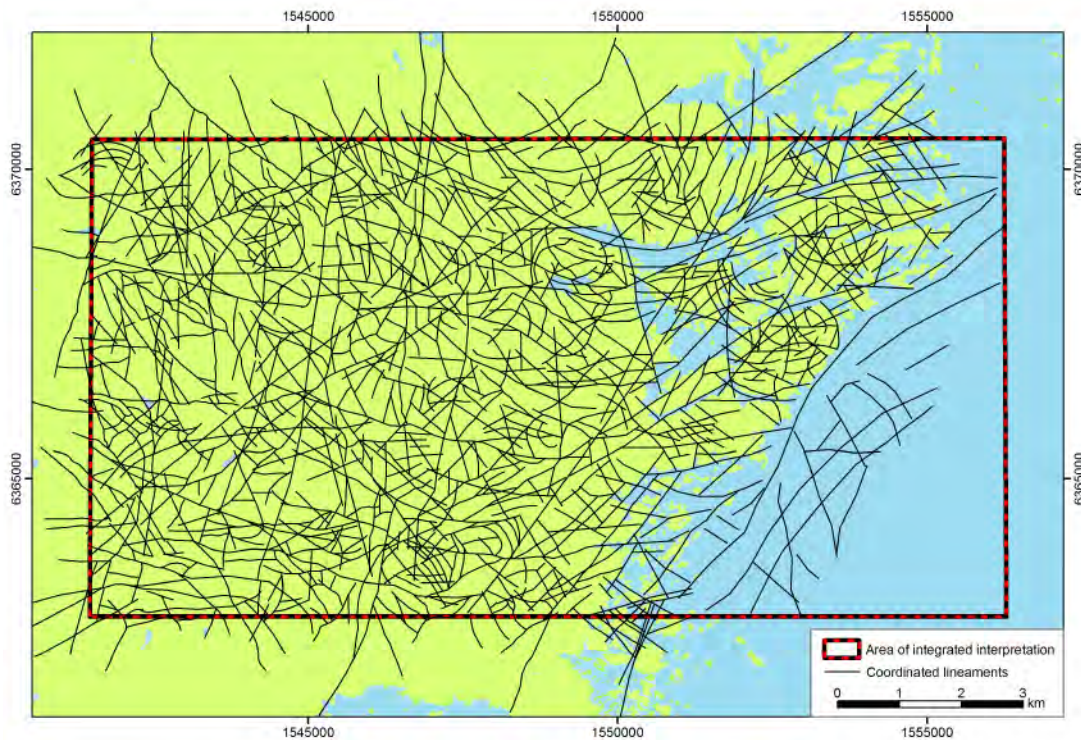 1545000 1550000 1555000
6370000 6370000
6365000 6365000
Area of integrated interpretation
Coordinated lineaments
0 1 2 3
km
1545000 1550000 1555000